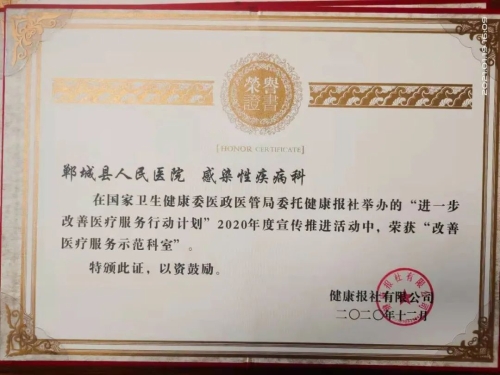 荣誉
证书
[HONOR CERTIFICATE]
郸城县人民医院 感染性疾病科
在国家卫生健康委医政医管局委托健康报社举办的“进一步
改善医疗服务行动计划”2020年度宣传推进活动中，荣获“改善
医疗服务示范科室”。
特颁此证，以资鼓励。
健康报社有限公司
二〇二〇年十二月